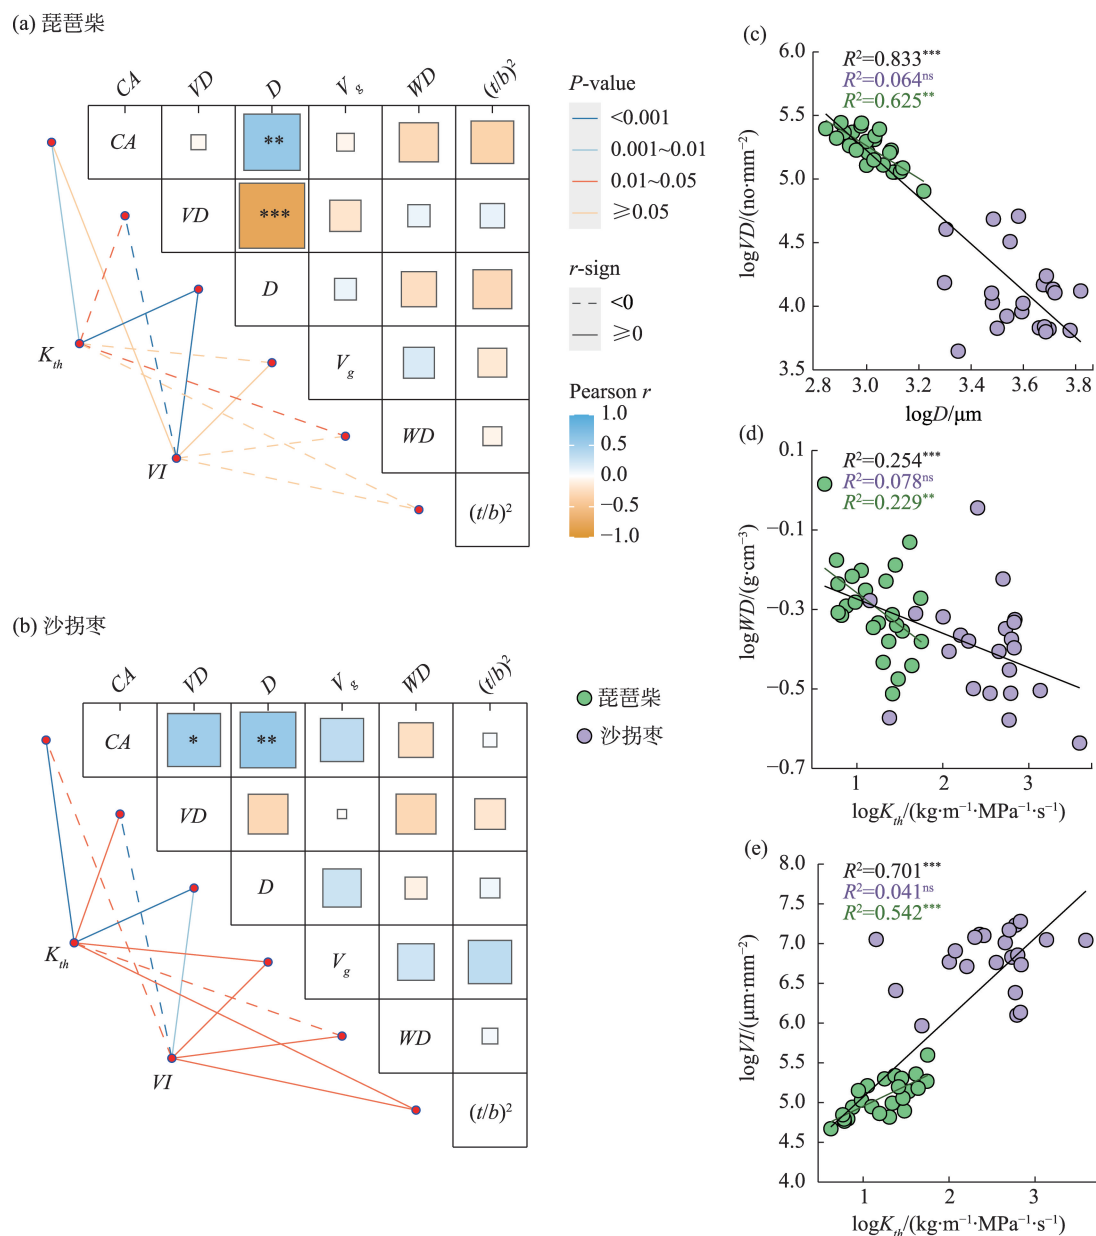 (a) 琵琶柴
CA VD D Vg WD (t/b)²
CA **
VD ***
D
Vg
WD
(t/b)²
Kth
VI
P-value
<0.001
0.001~0.01
0.01~0.05
≥0.05
r-sign
<0
≥0
Pearson r
1.0
0.5
0.0
−0.5
−1.0
(b) 沙拐枣
CA VD D Vg WD (t/b)²
CA * **
VD
D
Vg
WD
(t/b)²
Kth
VI
琵琶柴
沙拐枣
(c)
R²=0.833***
R²=0.064ns
R²=0.625**
logVD/(no·mm⁻²)
6.0
5.5
5.0
4.5
4.0
3.5
2.8 3.0 3.2 3.4 3.6 3.8
logD/μm
(d)
R²=0.254***
R²=0.078ns
R²=0.229**
logWD/(g·cm⁻³)
0.1
−0.1
−0.3
−0.5
−0.7
1 2 3
logKth/(kg·m⁻¹·MPa⁻¹·s⁻¹)
(e)
R²=0.701***
R²=0.041ns
R²=0.542***
logVI/(μm·mm⁻²)
8.0
7.0
6.0
5.5
5.0
4.5
4.0
1 2 3
logKth/(kg·m⁻¹·MPa⁻¹·s⁻¹)